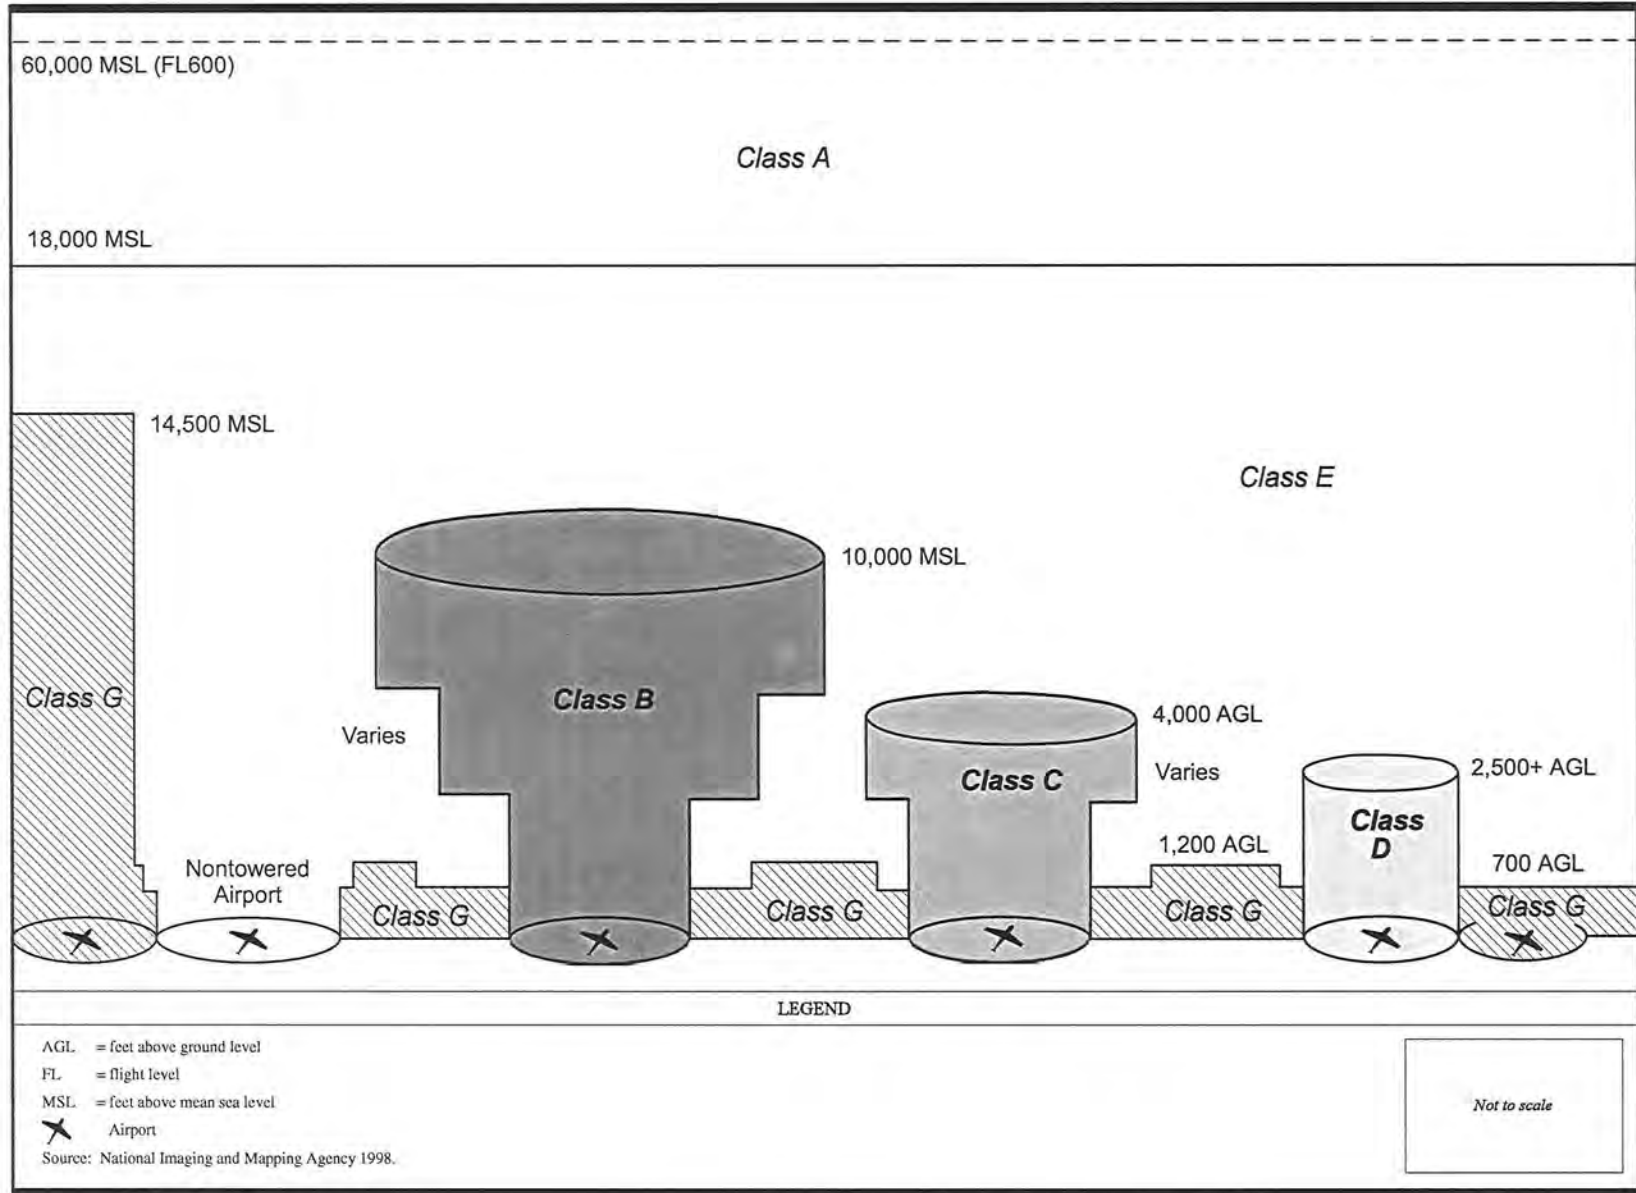 60,000 MSL (FL600)
Class A
18,000 MSL
14,500 MSL
Class E
10,000 MSL
Class G
Class B
Varies
4,000 AGL
Class C
Varies
2,500+ AGL
Class
D
1,200 AGL
700 AGL
Nontowered
Airport
Class G
Class G
Class G
Class G
LEGEND
AGL = feet above ground level
FL = flight level
MSL = feet above mean sea level
Airport
Source: National Imaging and Mapping Agency 1998.
Not to scale